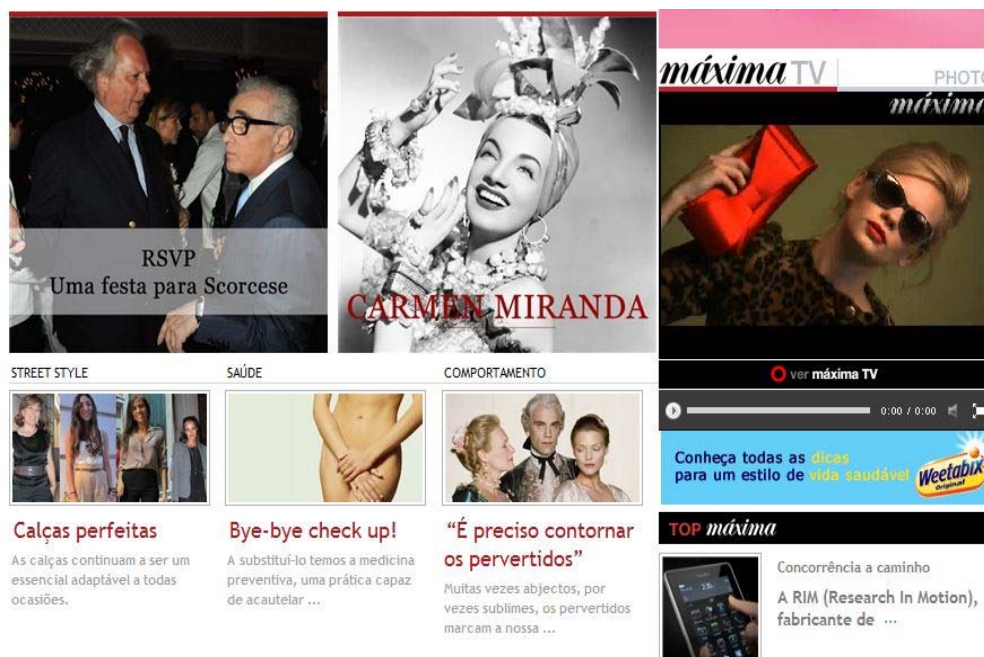 RSVP
Uma festa para Scorcese
CARMEN MIRANDA
STREET STYLE
Calças perfeitas
As calças continuam a ser um
essencial adaptável a todas
ocasiões.
SAÚDE
Bye-bye check up!
A substituí-lo temos a medicina
preventiva, uma prática capaz
de acautelar ...
COMPORTAMENTO
“É preciso contornar
os pervertidos”
Muitas vezes abjectos, por
vezes sublimes, os pervertidos
marcam a nossa ...
máxima TV
PHOTO
máxima
ver máxima TV
0:00 / 0:00
Conheça todas as dicas
para um estilo de vida saudável
Weetabix
Original
TOP máxima
Concorrência a caminho
A RIM (Research In Motion),
fabricante de ...